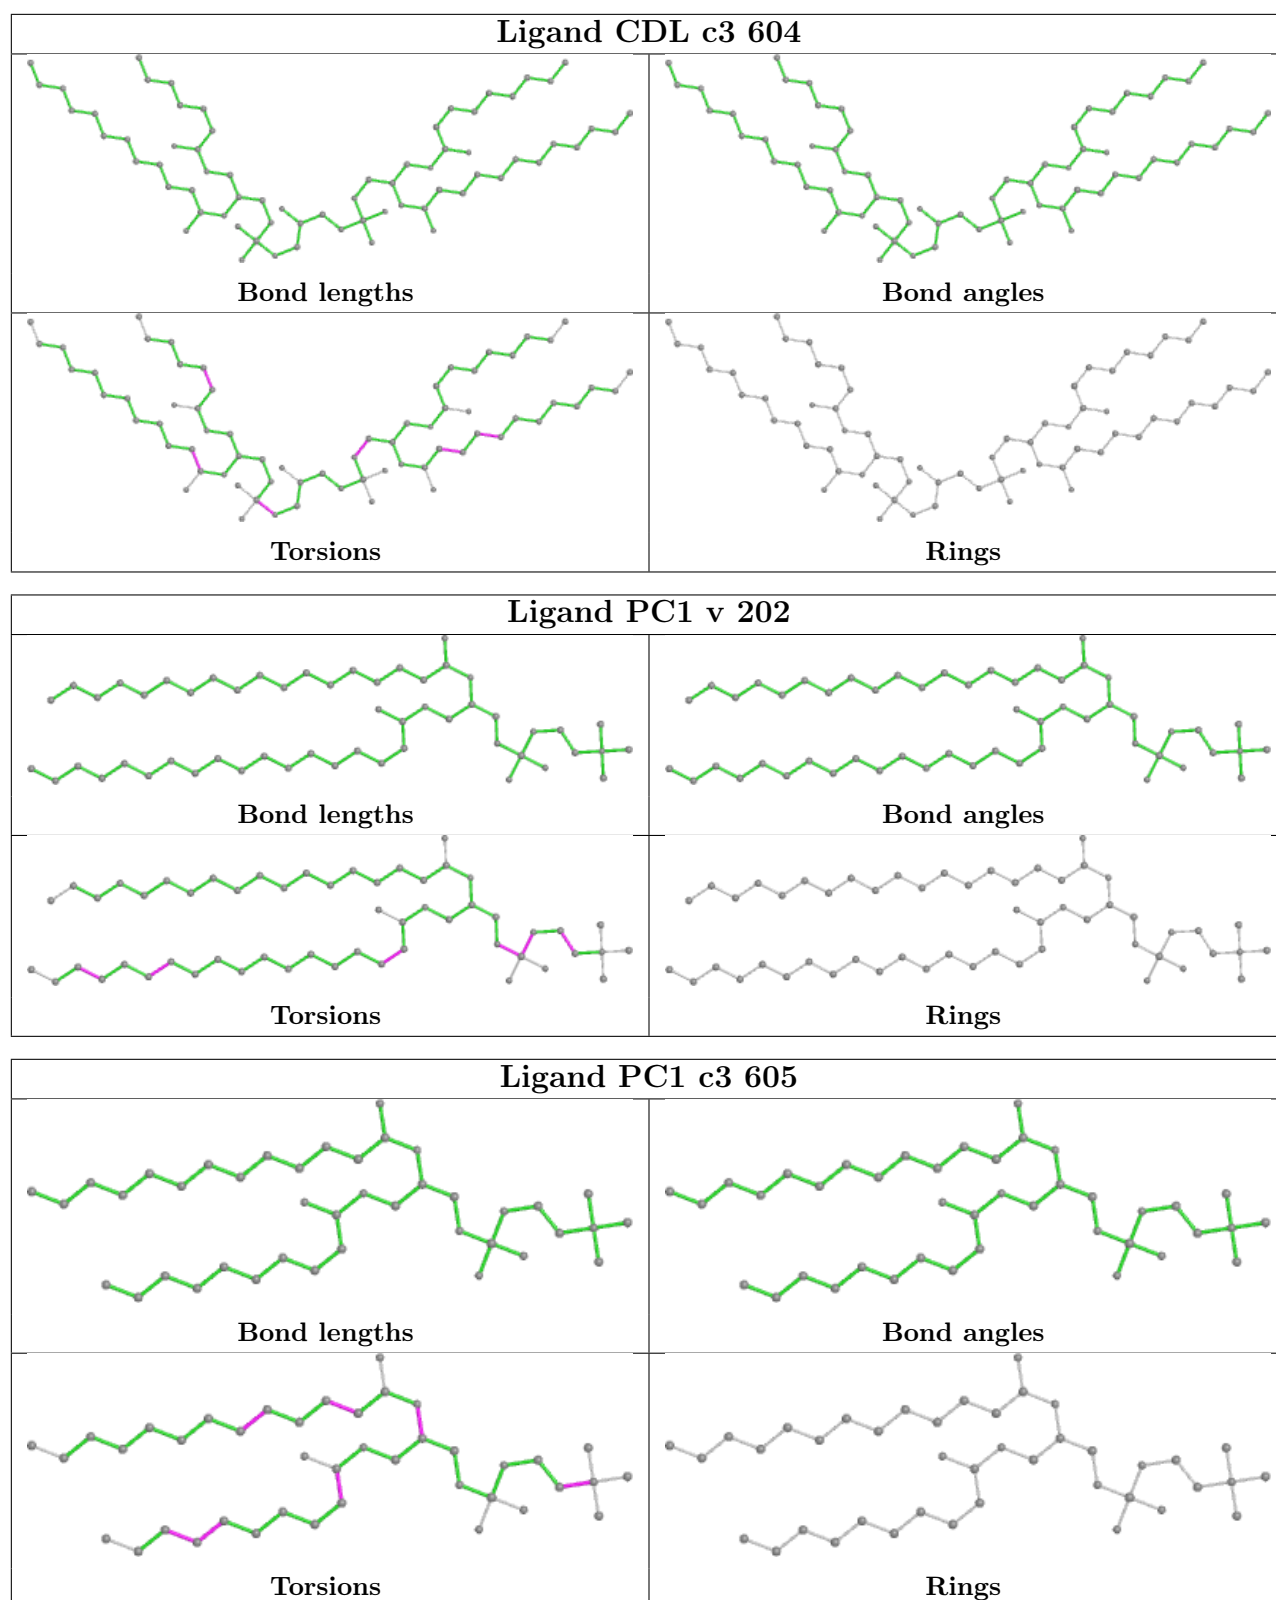 Ligand CDL c3 604
Bond lengths
Bond angles
Torsions
Rings
Ligand PC1 v 202
Bond lengths
Bond angles
Torsions
Rings
Ligand PC1 c3 605
Bond lengths
Bond angles
Torsions
Rings